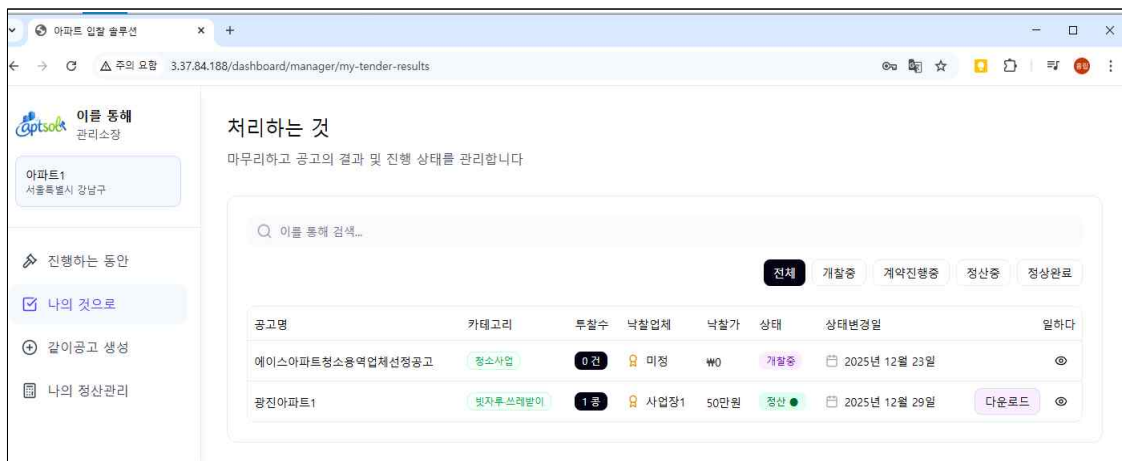 아파트 입찰 솔루션
주의 요함 3.37.84.188/dashboard/manager/my-tender-results
aptsoft 이를 통해
관리소장
아파트1
서울특별시 강남구
진행하는 동안
나의 것으로
같이공고 생성
나의 정산관리
처리하는 것
마무리하고 공고의 결과 및 진행 상태를 관리합니다
이를 통해 검색...
전체 개찰중 계약진행중 정산중 정상완료
공고명 카테고리 투찰수 낙찰업체 낙찰가 상태 상태변경일 일하다
에이스아파트청소용역업체선정공고 청소사업 0 건 미정 ₩0 개찰중 2025년 12월 23일
광진아파트1 빗자루·쓰레받이 1 콩 사업장1 50만원 정산 ● 2025년 12월 29일 다운로드